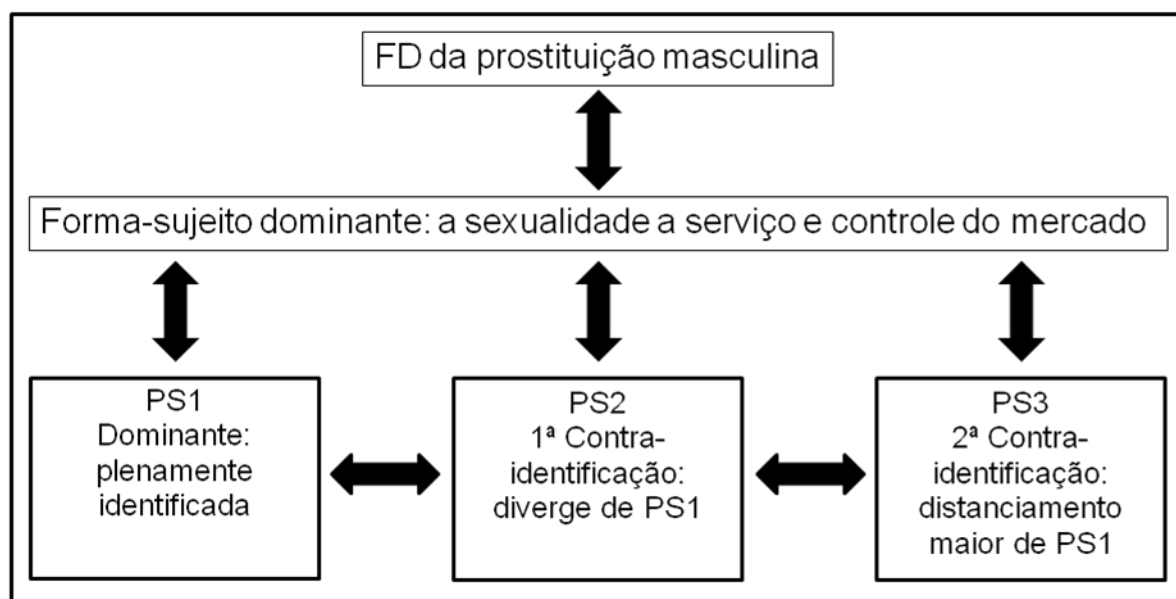 FD da prostituição masculina
Forma-sujeito dominante: a sexualidade a serviço e controle do mercado
PS1
Dominante:
plenamente
identificada
PS2
1ª Contra-
identificação:
diverge de PS1
PS3
2ª Contra-
identificação:
distanciamento
maior de PS1